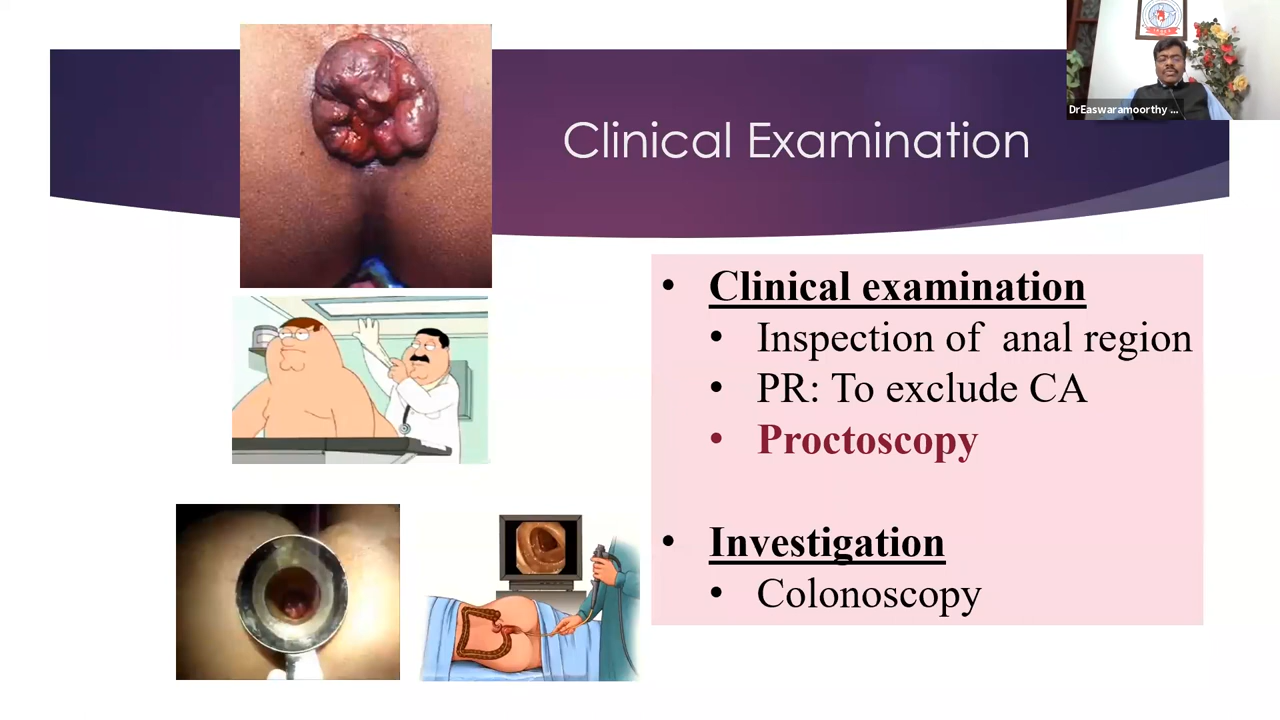 Clinical Examination
DrEaswaramoorthy ...
• Clinical examination
• Inspection of anal region
• PR: To exclude CA
• Proctoscopy
• Investigation
• Colonoscopy